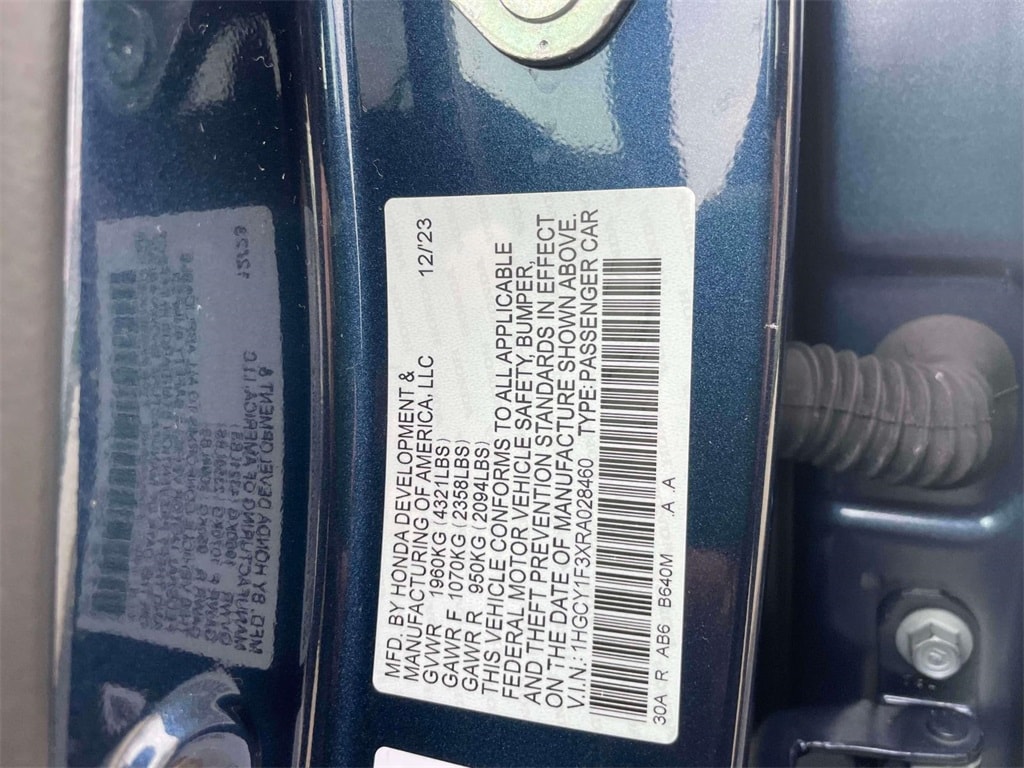 MFD. BY HONDA DEVELOPMENT &
MANUFACTURING OF AMERICA, LLC 12/'23
GVWR 1960KG (4321LBS)
GAWR F 1070KG (2358LBS)
GAWR R 950KG (2094LBS)
THIS VEHICLE CONFORMS TO ALL APPLICABLE
FEDERAL MOTOR VEHICLE SAFETY, BUMPER,
AND THEFT PREVENTION STANDARDS IN EFFECT
ON THE DATE OF MANUFACTURE SHOWN ABOVE.
V.I.N.: 1HGCY1F3XRA028460 TYPE: PASSENGER CAR
30A R AB6 B640M A A